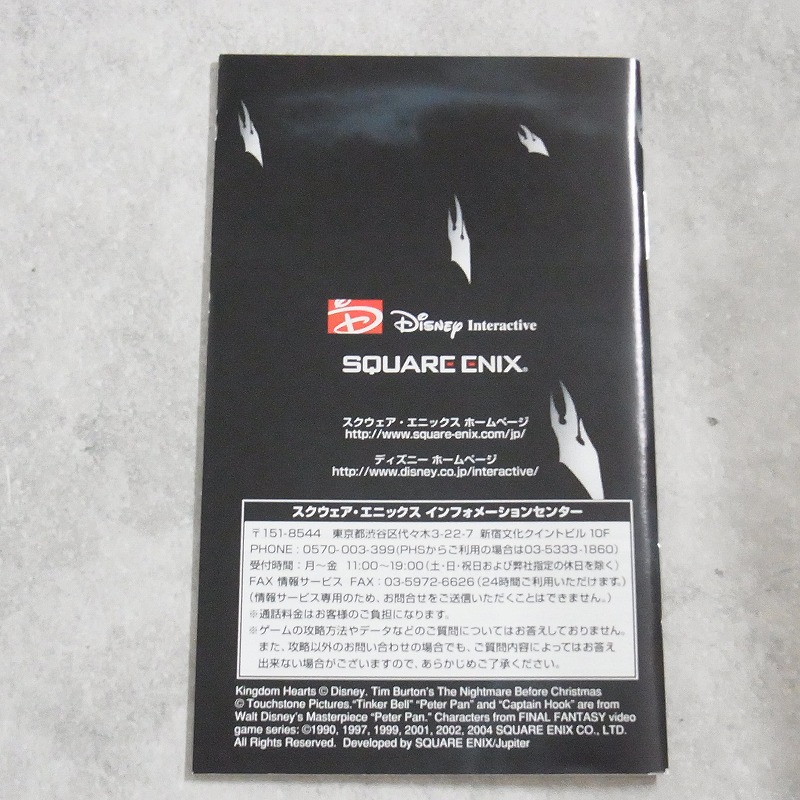 Disney Interactive
SQUARE ENIX®
スクウェア・エニックス ホームページ
http://www.square-enix.com/jp/
ディズニー ホームページ
http://www.disney.co.jp/interactive/
スクウェア・エニックス インフォメーションセンター
〒151-8544 東京都渋谷区代々木3-22-7 新宿文化クイントビル 10F
PHONE : 0570-003-399(PHSからご利用の場合は03-5333-1860)
受付時間 : 月〜金 11:00〜19:00(土・日・祝日および弊社指定の休日を除く)
FAX 情報サービス FAX : 03-5972-6626(24時間ご利用いただけます。)
(情報サービス専用のため、お問合せをご送信いただくことはできません。)
※通話料金はお客様のご負担になります。
※ゲームの攻略方法やデータなどのご質問についてはお答えしておりません。
また、攻略以外のお問い合わせの場合でも、ご質問内容によってはお答え
出来ない場合がございますので、あらかじめご了承ください。
Kingdom Hearts © Disney. Tim Burton's The Nightmare Before Christmas
© Touchstone Pictures. "Tinker Bell" "Peter Pan" and "Captain Hook" are from
Walt Disney's Masterpiece "Peter Pan." Characters from FINAL FANTASY video
game series: ©1990, 1997, 1999, 2001, 2002, 2004 SQUARE ENIX CO., LTD.
All Rights Reserved. Developed by SQUARE ENIX/Jupiter